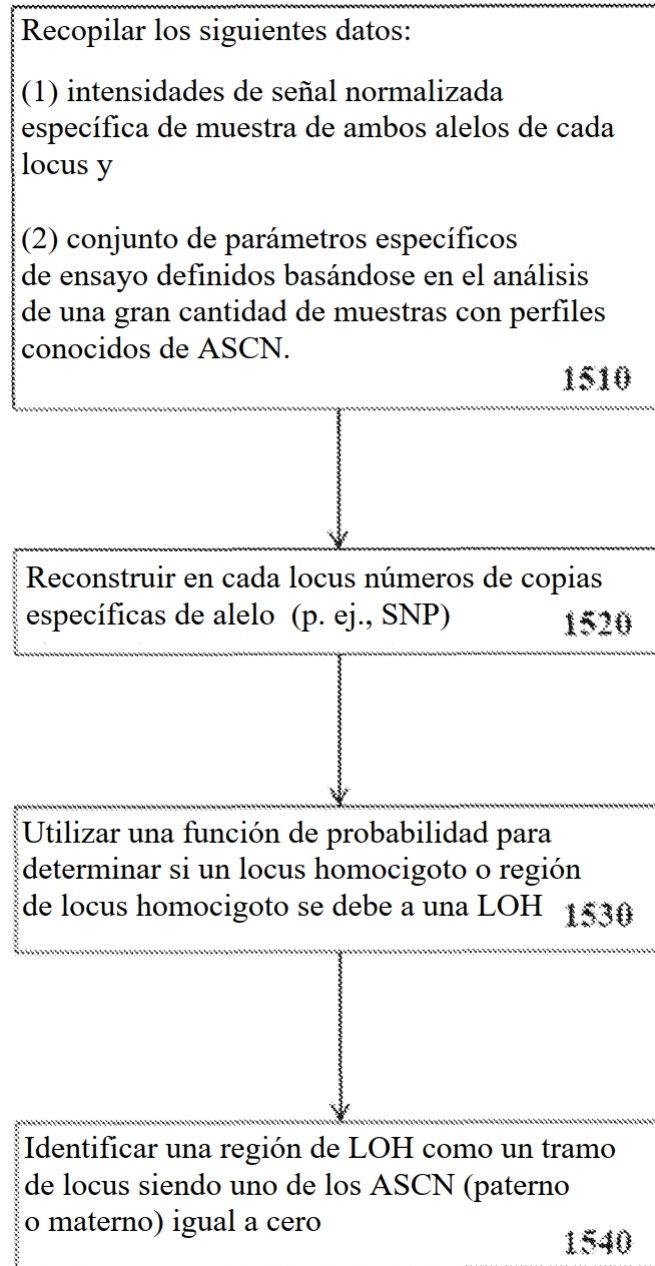 Recopilar los siguientes datos:
(1) intensidades de señal normalizada
específica de muestra de ambos alelos de cada
locus y
(2) conjunto de parámetros específicos
de ensayo definidos basándose en el análisis
de una gran cantidad de muestras con perfiles
conocidos de ASCN.
1510
Reconstruir en cada locus números de copias
específicas de alelo (p. ej., SNP)
1520
Utilizar una función de probabilidad para
determinar si un locus homocigoto o región
de locus homocigoto se debe a una LOH
1530
Identificar una región de LOH como un tramo
de locus siendo uno de los ASCN (paterno
o materno) igual a cero
1540